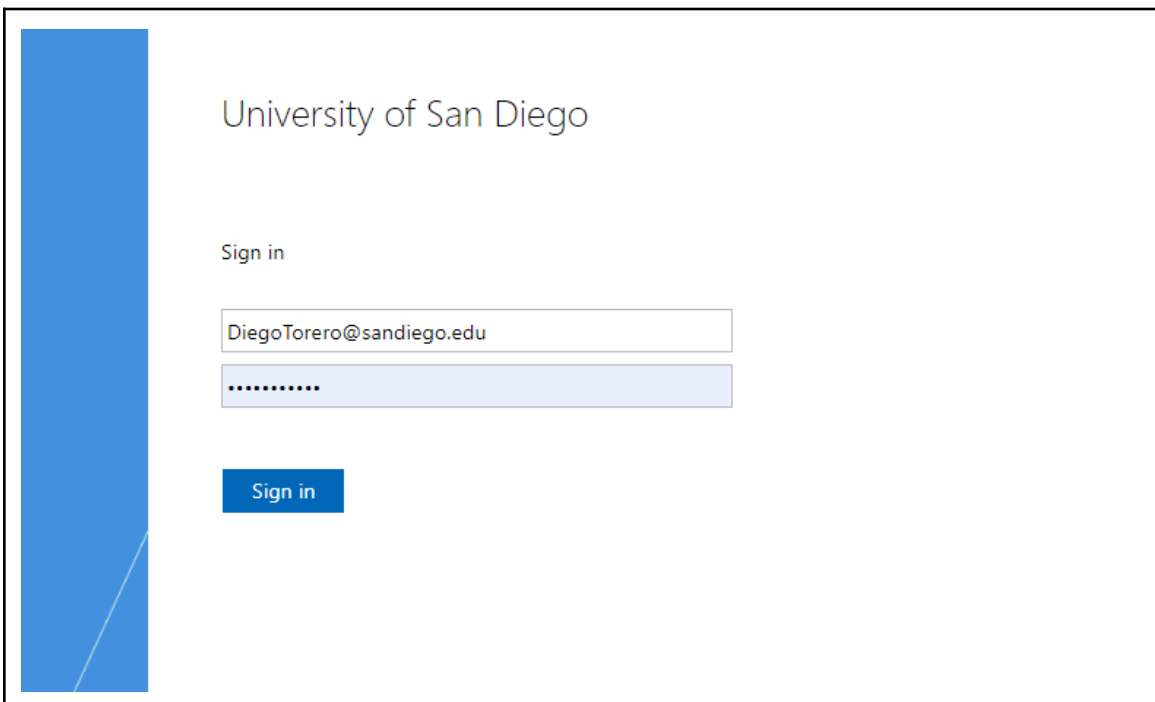 University of San Diego
Sign in
DiegoTorero@sandiego.edu
•••••••••••
Sign in